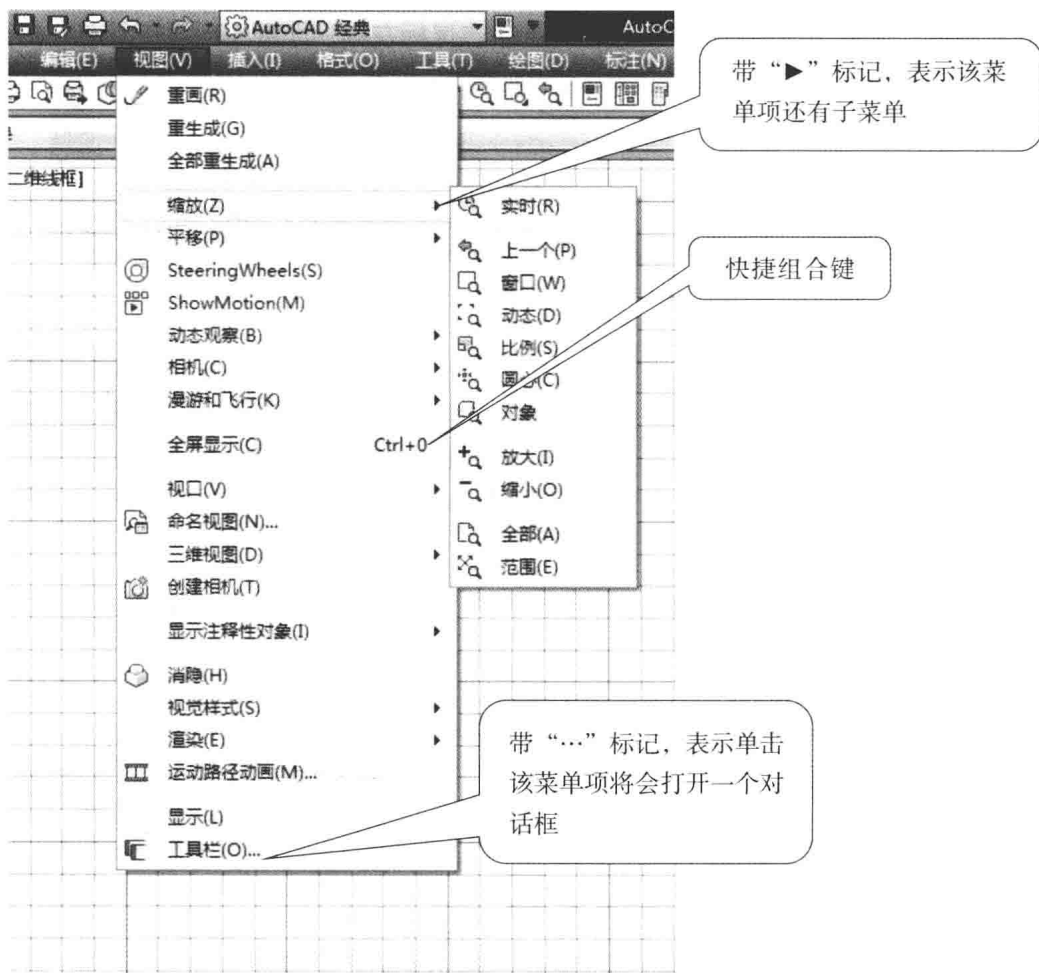 AutoCAD 经典
AutoC
编辑(E) 视图(V) 插入(I) 格式(O) 工具(T) 绘图(D) 标注(N)
二维线框]
重画(R)
重生成(G)
全部重生成(A)
缩放(Z)
平移(P)
SteeringWheels(S)
ShowMotion(M)
动态观察(B)
相机(C)
漫游和飞行(K)
全屏显示(C) Ctrl+0
视口(V)
命名视图(N)...
三维视图(D)
创建相机(T)
显示注释性对象(I)
消隐(H)
视觉样式(S)
渲染(E)
运动路径动画(M)...
显示(L)
工具栏(O)...
实时(R)
上一个(P)
窗口(W)
动态(D)
比例(S)
圆心(C)
对象
放大(I)
缩小(O)
全部(A)
范围(E)
带“▶”标记，表示该菜
单项还有子菜单
快捷组合键
带“…”标记，表示单击
该菜单项将会打开一个对
话框